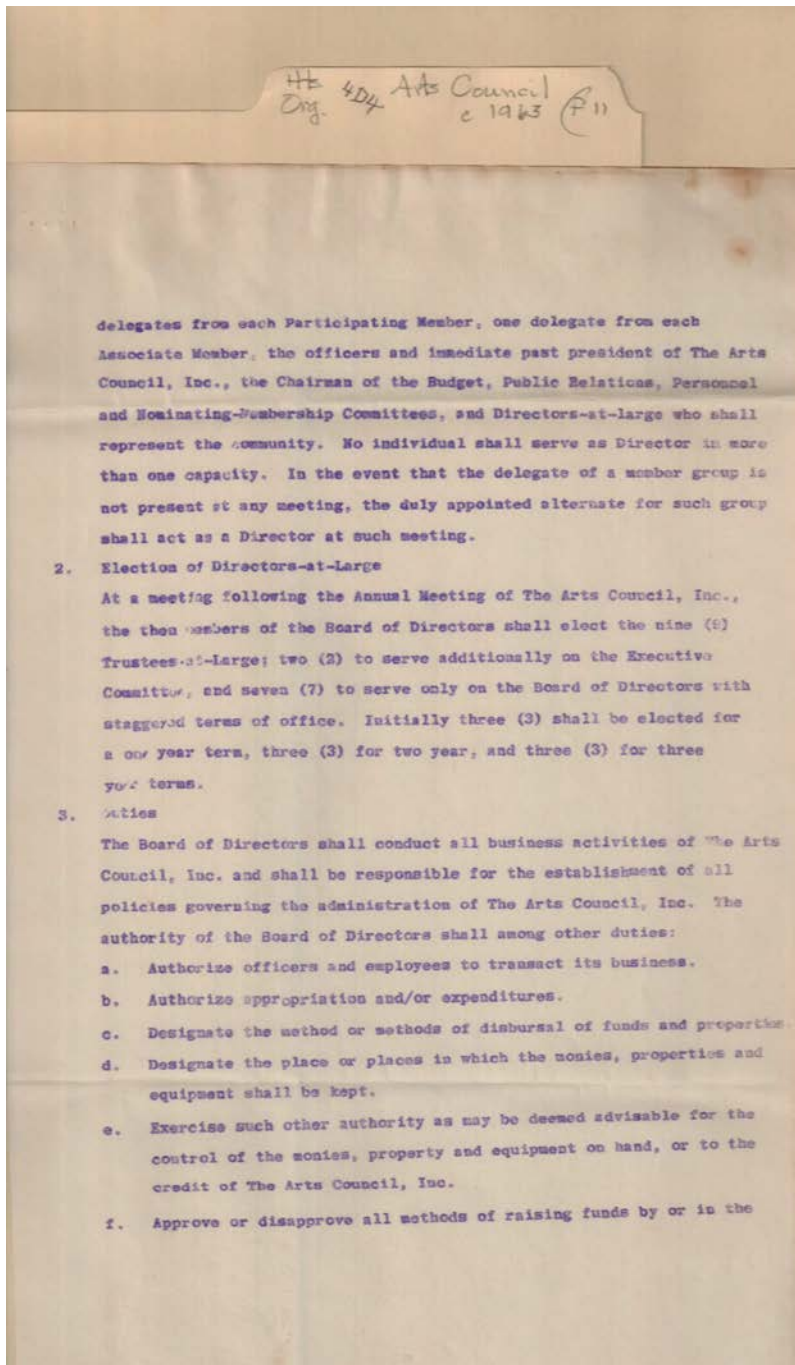 Hts 4D4 Arts Council
Org. c 1963
delegates from each Participating Member, one delegate from each
Associate Member, the officers and immediate past president of The Arts
Council, Inc., the Chairman of the Budget, Public Relations, Personnel
and Nominating-Membership Committees, and Directors-at-large who shall
represent the community. No individual shall serve as Director in more
than one capacity. In the event that the delegate of a member group is
not present at any meeting, the duly appointed alternate for such group
shall act as a Director at such meeting.
2. Election of Directors-at-Large
At a meeting following the Annual Meeting of The Arts Council, Inc.,
the then members of the Board of Directors shall elect the nine (9)
Trustees-at-Large; two (2) to serve additionally on the Executive
Committee, and seven (7) to serve only on the Board of Directors with
staggered terms of office. Initially three (3) shall be elected for
a one year term, three (3) for two year, and three (3) for three
year terms.
3. Duties
The Board of Directors shall conduct all business activities of The Arts
Council, Inc. and shall be responsible for the establishment of all
policies governing the administration of The Arts Council, Inc. The
authority of the Board of Directors shall among other duties:
a. Authorize officers and employees to transact its business.
b. Authorize appropriation and/or expenditures.
c. Designate the method or methods of disbursal of funds and properties.
d. Designate the place or places in which the monies, properties and
equipment shall be kept.
e. Exercise such other authority as may be deemed advisable for the
control of the monies, property and equipment on hand, or to the
credit of The Arts Council, Inc.
f. Approve or disapprove all methods of raising funds by or in the